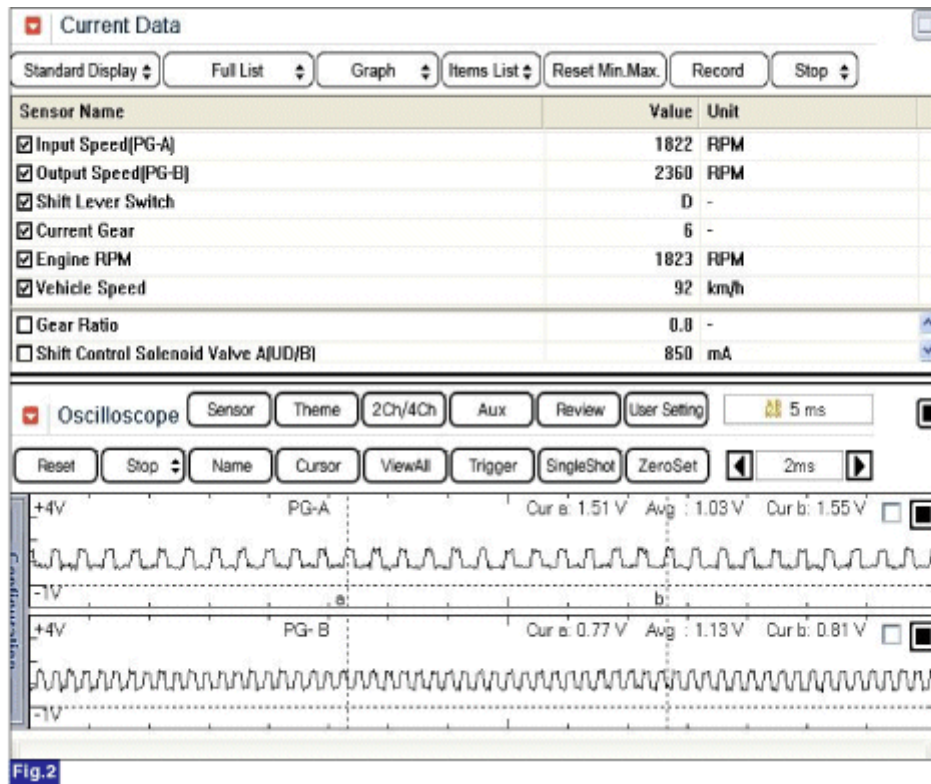 Current Data
Standard Display Full List Graph Items List Reset Min.Max. Record Stop
Sensor Name Value Unit
Input Speed(PG-A) 1822 RPM
Output Speed(PG-B) 2360 RPM
Shift Lever Switch D -
Current Gear 6 -
Engine RPM 1823 RPM
Vehicle Speed 92 km/h
Gear Ratio 0.8 -
Shift Control Solenoid Valve A(UD/B) 850 mA
Oscilloscope Sensor Theme 2Ch/4Ch Aux Review User Setting 5 ms
Reset Stop Name Cursor ViewAll Trigger SingleShot ZeroSet 2ms
Configuration
+4V PG-A Cur a: 1.51 V Avg : 1.03 V Cur b: 1.55 V
-1V a b
+4V PG- B Cur a: 0.77 V Avg : 1.13 V Cur b: 0.81 V
-1V
Fig.2